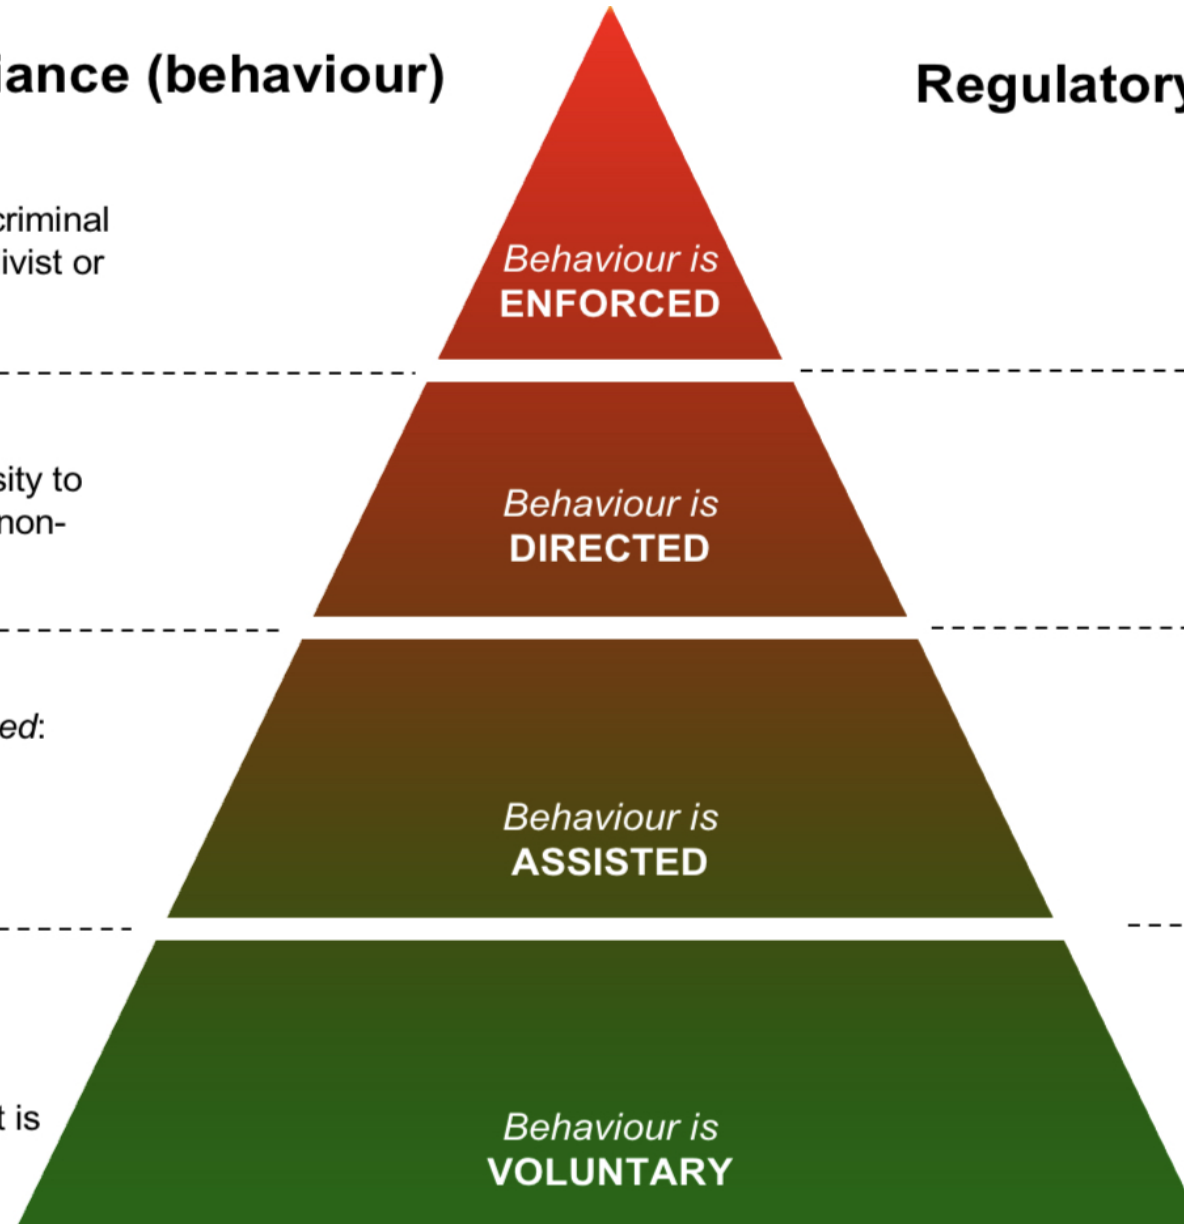 iance (behaviour)
Regulatory
criminal
ivist or
Behaviour is
ENFORCED
sity to
non-
Behaviour is
DIRECTED
ed:
Behaviour is
ASSISTED
t is
Behaviour is
VOLUNTARY